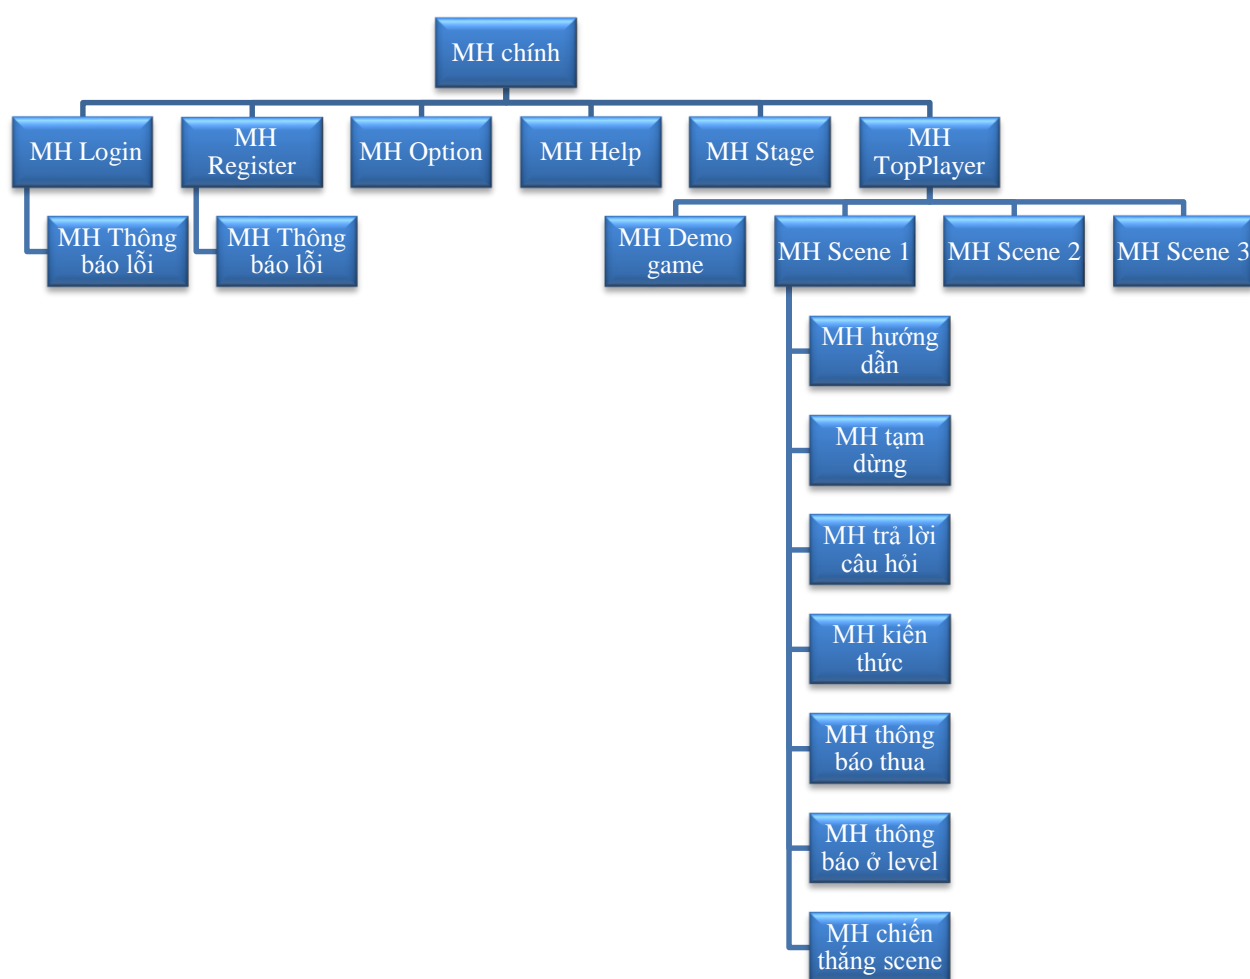 MH chính
MH Login
MH
Register
MH Option
MH Help
MH Stage
MH
TopPlayer
MH Thông
báo lỗi
MH Thông
báo lỗi
MH Demo
game
MH Scene 1
MH Scene 2
MH Scene 3
MH hướng
dẫn
MH tạm
dừng
MH trả lời
câu hỏi
MH kiến
thức
MH thông
báo thua
MH thông
báo ở level
MH chiến
thắng scene